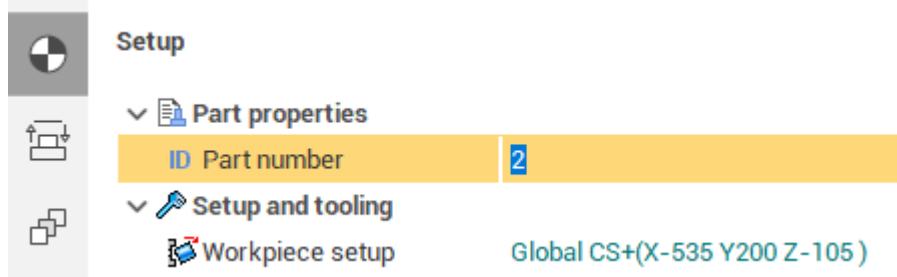 Setup
Part properties
ID Part number 2
Setup and tooling
Workpiece setup Global CS+(X-535 Y200 Z-105 )